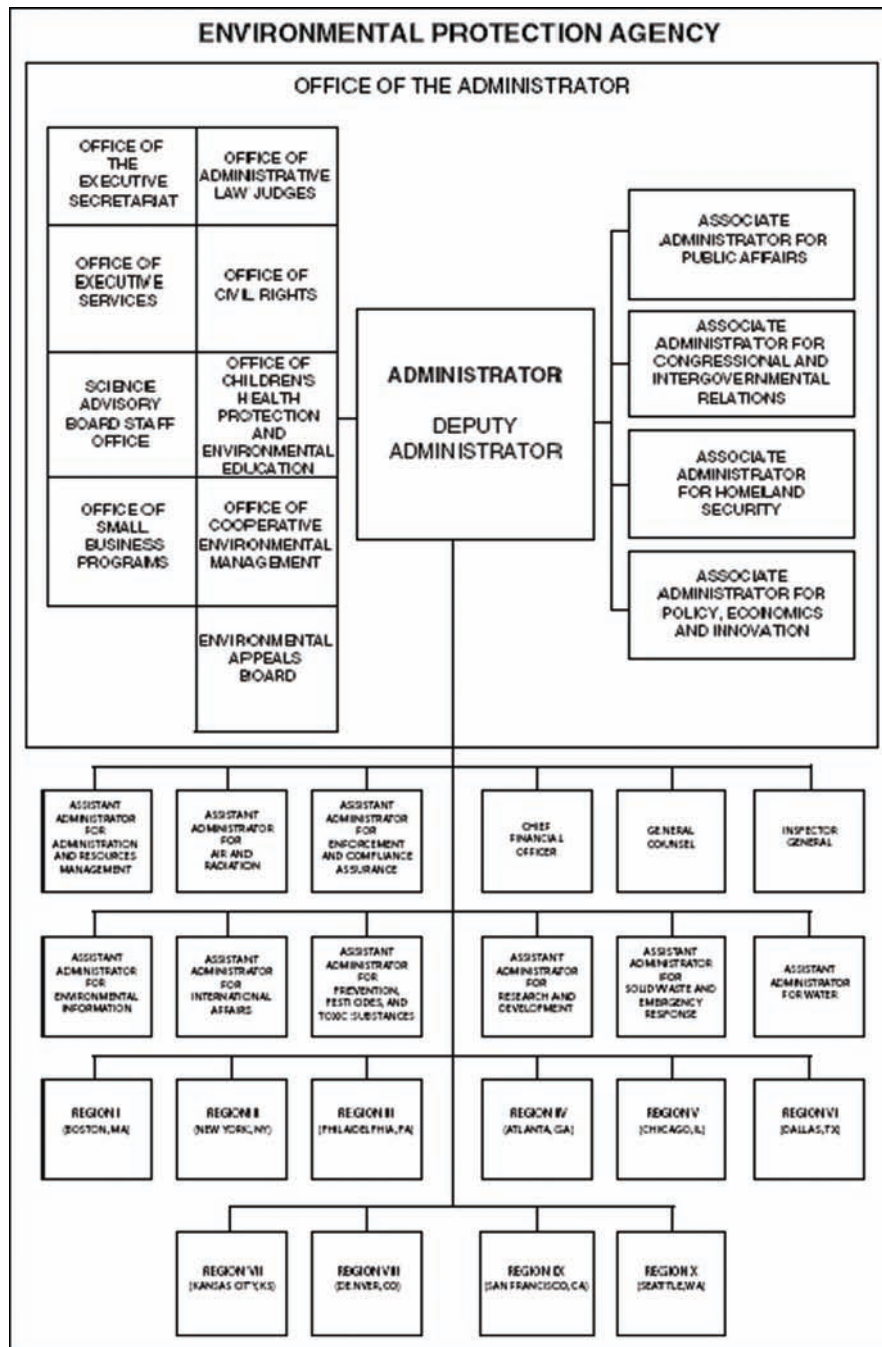 ENVIRONMENTAL PROTECTION AGENCY
OFFICE OF THE ADMINISTRATOR
OFFICE OF
THE
EXECUTIVE
SECRETARIAT
OFFICE OF
ADMINISTRATIVE
LAW JUDGES
OFFICE OF
EXECUTIVE
SERVICES
OFFICE OF
CIVIL RIGHTS
SCIENCE
ADVISORY
BOARD STAFF
OFFICE
OFFICE OF
CHILDREN'S
HEALTH
PROTECTION
AND
ENVIRONMENTAL
EDUCATION
OFFICE OF
SMALL
BUSINESS
PROGRAMS
OFFICE OF
COOPERATIVE
ENVIRONMENTAL
MANAGEMENT
ENVIRONMENTAL
APPEALS
BOARD
ADMINISTRATOR
DEPUTY
ADMINISTRATOR
ASSOCIATE
ADMINISTRATOR FOR
PUBLIC AFFAIRS
ASSOCIATE
ADMINISTRATOR FOR
CONGRESSIONAL AND
INTERGOVERNMENTAL
RELATIONS
ASSOCIATE
ADMINISTRATOR
FOR HOMELAND
SECURITY
ASSOCIATE
ADMINISTRATOR FOR
POLICY, ECONOMICS
AND INNOVATION
ASSISTANT
ADMINISTRATOR
FOR
ADMINISTRATION
AND RESOURCES
MANAGEMENT
ASSISTANT
ADMINISTRATOR
FOR
AIR AND
RADIATION
ASSISTANT
ADMINISTRATOR
FOR
ENFORCEMENT
AND COMPLIANCE
ASSURANCE
CHIEF
FINANCIAL
OFFICER
GENERAL
COUNSEL
INSPECTOR
GENERAL
ASSISTANT
ADMINISTRATOR
FOR
ENVIRONMENTAL
INFORMATION
ASSISTANT
ADMINISTRATOR
FOR
INTERNATIONAL
AFFAIRS
ASSISTANT
ADMINISTRATOR
FOR
PREVENTION,
PESTICIDES, AND
TOXIC SUBSTANCES
ASSISTANT
ADMINISTRATOR
FOR
RESEARCH AND
DEVELOPMENT
ASSISTANT
ADMINISTRATOR
FOR
SOLID WASTE AND
EMERGENCY
RESPONSE
ASSISTANT
ADMINISTRATOR
FOR WATER
REGION I
(BOSTON, MA)
REGION II
(NEW YORK, NY)
REGION III
(PHILADELPHIA, PA)
REGION IV
(ATLANTA, GA)
REGION V
(CHICAGO, IL)
REGION VI
(DALLAS, TX)
REGION VII
(KANSAS CITY, KS)
REGION VIII
(DENVER, CO)
REGION IX
(SAN FRANCISCO, CA)
REGION X
(SEATTLE, WA)